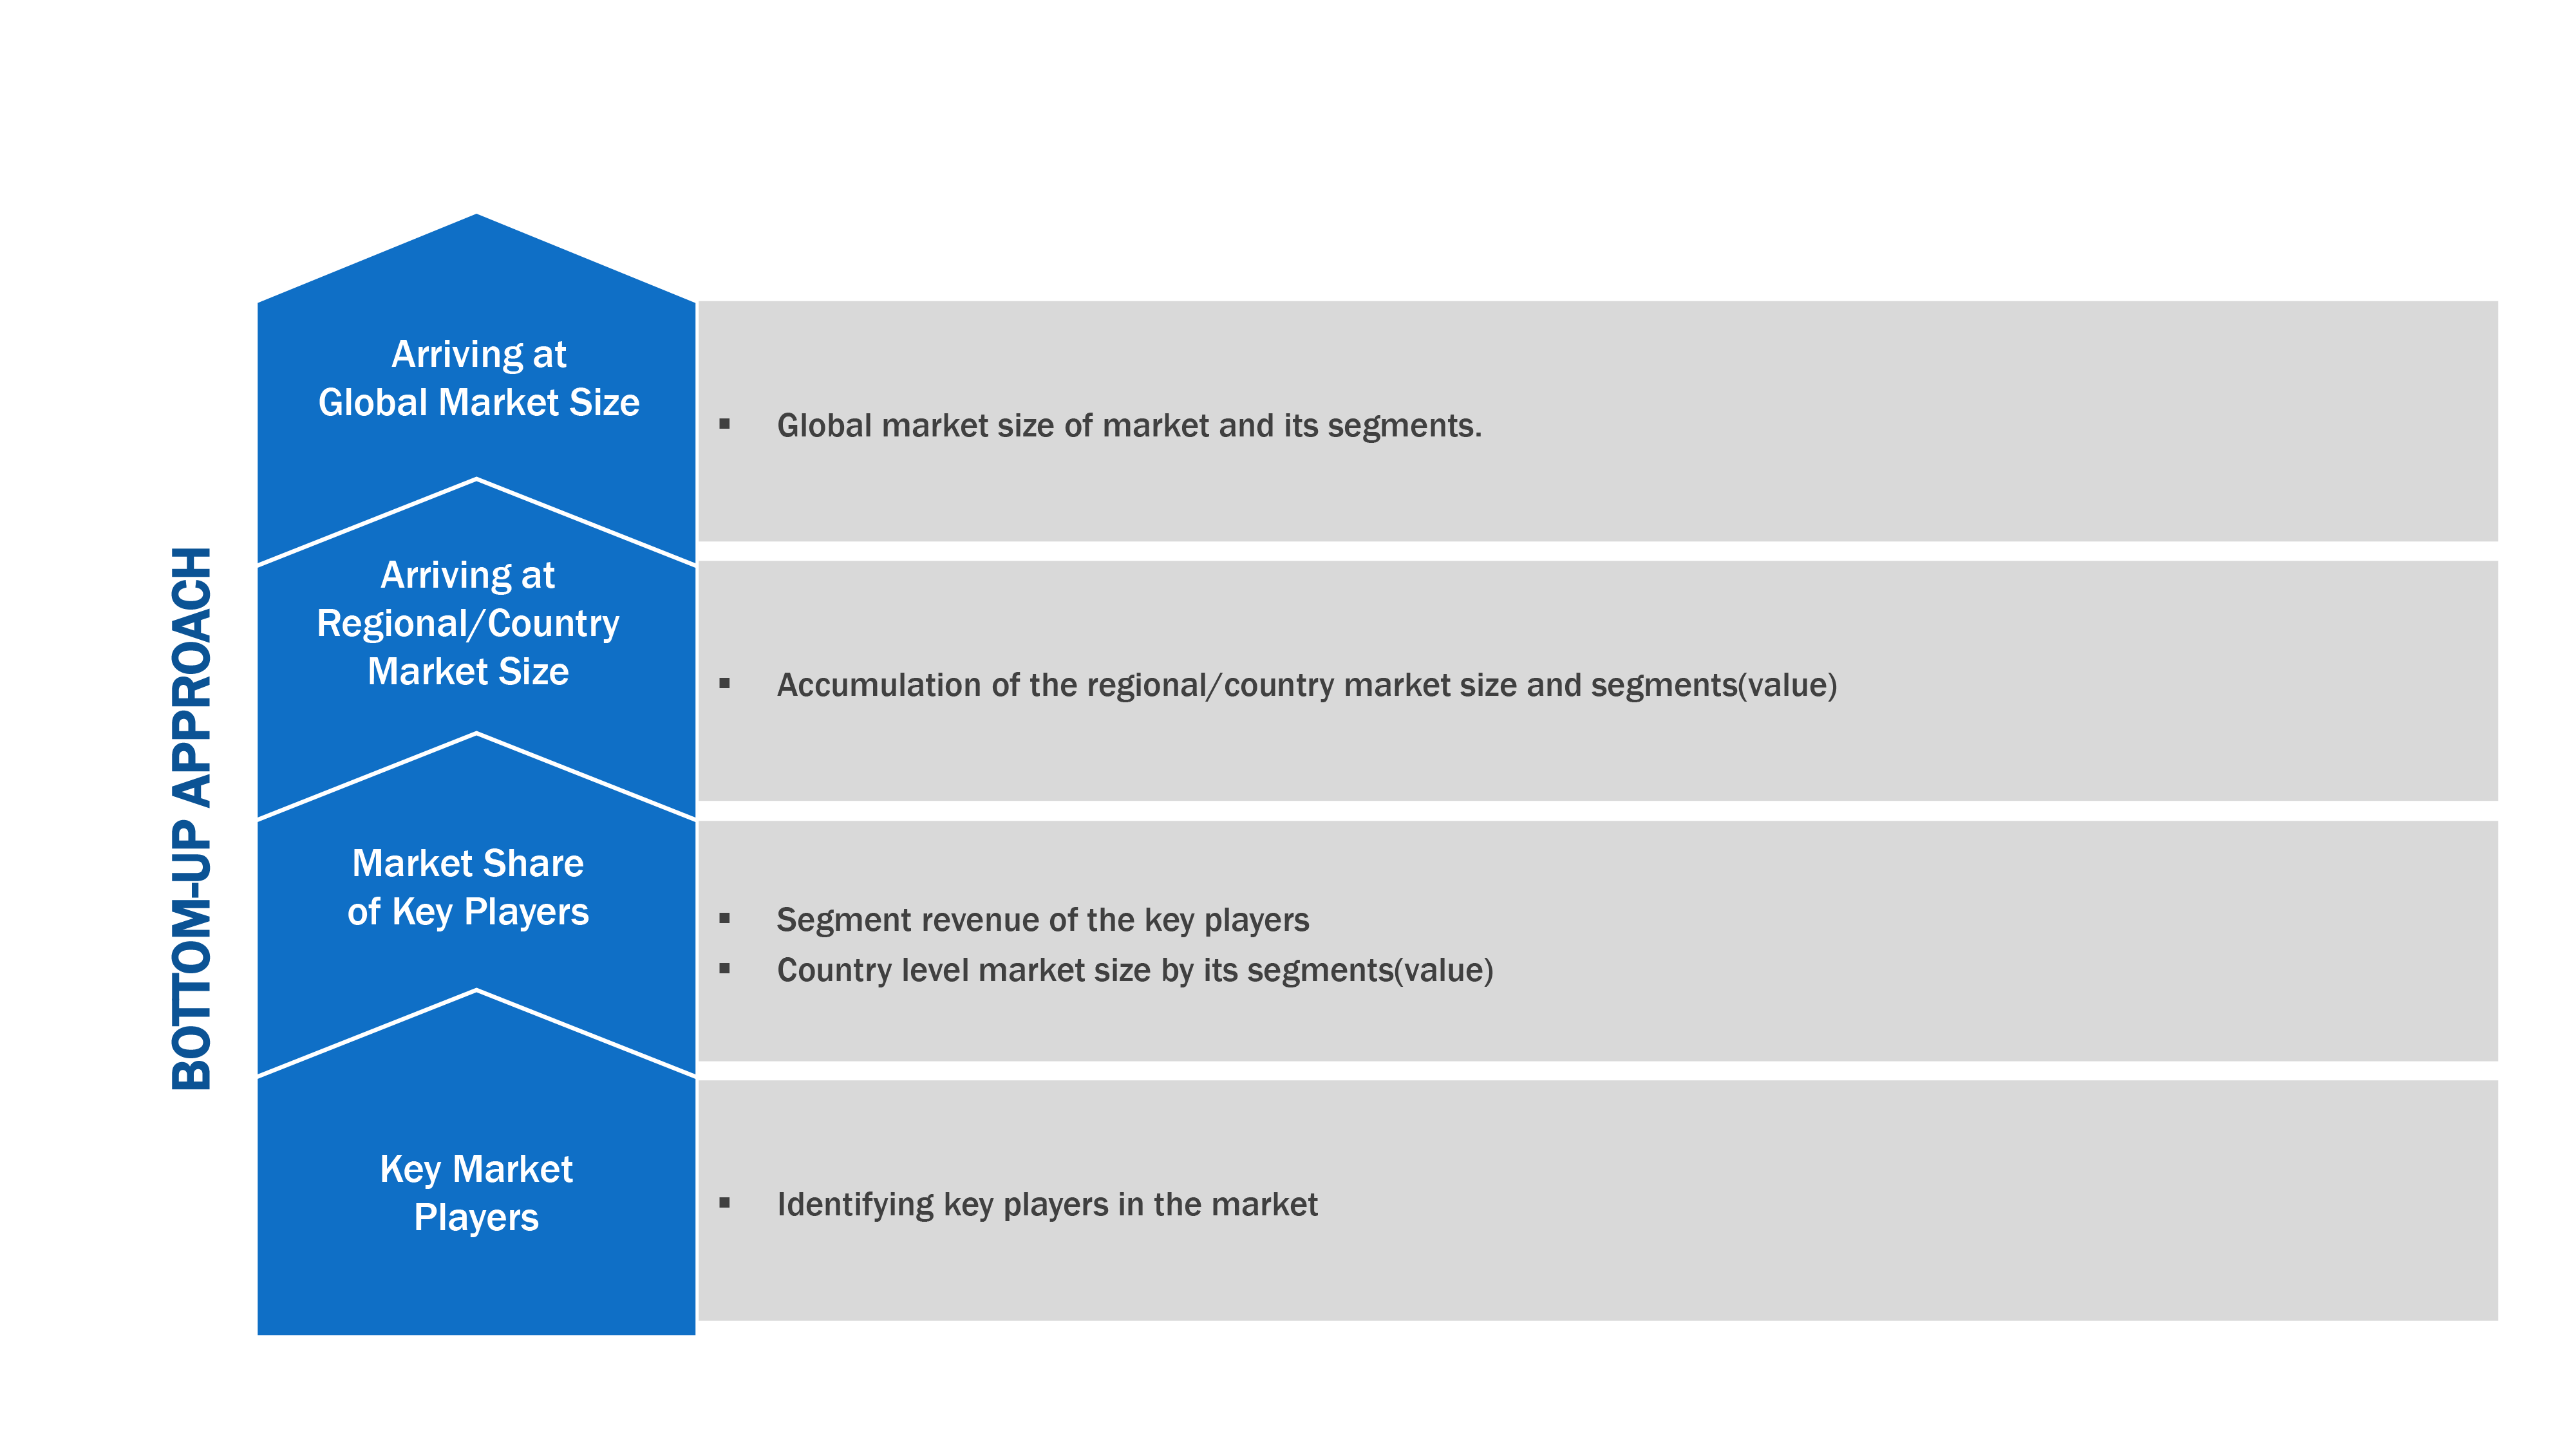 BOTTOM-UP APPROACH
Arriving at
Global Market Size
Global market size of market and its segments.
Arriving at
Regional/Country
Market Size
Accumulation of the regional/country market size and segments(value)
Market Share
of Key Players
Segment revenue of the key players
Country level market size by its segments(value)
Key Market
Players
Identifying key players in the market